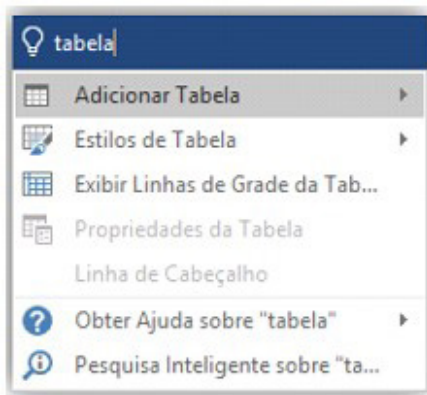 tabela
Adicionar Tabela
Estilos de Tabela
Exibir Linhas de Grade da Tab...
Propriedades da Tabela
Linha de Cabeçalho
Obter Ajuda sobre "tabela"
Pesquisa Inteligente sobre "ta...